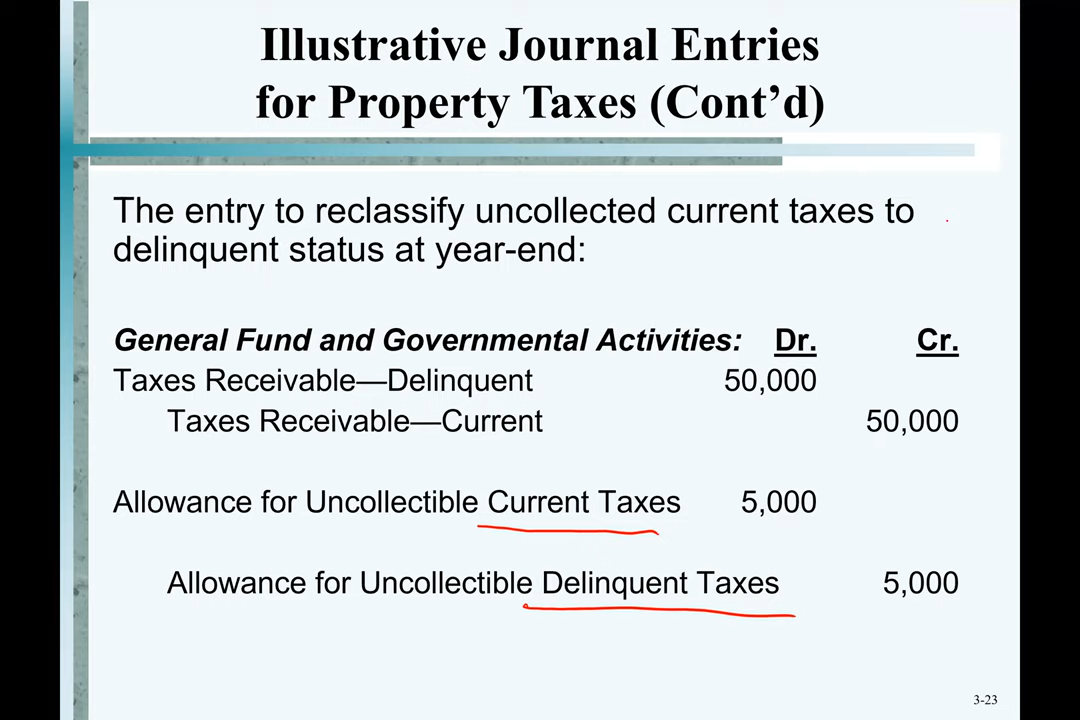 Illustrative Journal Entries
for Property Taxes (Cont’d)
The entry to reclassify uncollected current taxes to
delinquent status at year-end:
General Fund and Governmental Activities: Dr. Cr.
Taxes Receivable—Delinquent 50,000
Taxes Receivable—Current 50,000
Allowance for Uncollectible Current Taxes 5,000
Allowance for Uncollectible Delinquent Taxes 5,000
3-23